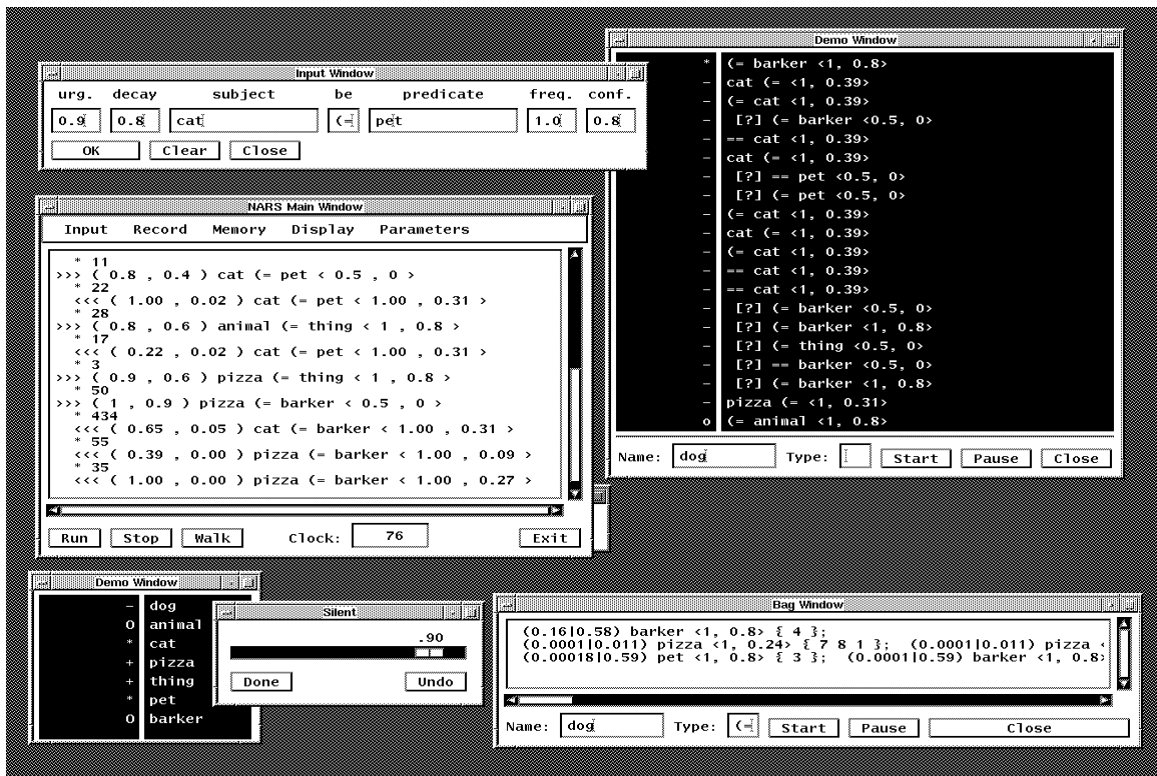 Input Window
urg. decay subject be predicate freq. conf.
0.9 0.8 cat (= pet 1.0 0.8
OK Clear Close
Demo Window
* (= barker <1, 0.8>
- cat (= <1, 0.39>
- (= cat <1, 0.39>
- [?] (= barker <0.5, 0>
- == cat <1, 0.39>
- cat (= <1, 0.39>
- [?] == pet <0.5, 0>
- [?] (= pet <0.5, 0>
- (= cat <1, 0.39>
- cat (= <1, 0.39>
- (= cat <1, 0.39>
- == cat <1, 0.39>
- == cat <1, 0.39>
- [?] (= barker <0.5, 0>
- [?] (= barker <1, 0.8>
- [?] (= thing <0.5, 0>
- [?] == barker <0.5, 0>
- [?] (= barker <1, 0.8>
- pizza (= <1, 0.31>
o (= animal <1, 0.8>
Name: dog Type: Start Pause Close
NARS Main Window
Input Record Memory Display Parameters
* 11
>>> ( 0.8 , 0.4 ) cat (= pet < 0.5 , 0 >
* 22
<<< ( 1.00 , 0.02 ) cat (= pet < 1.00 , 0.31 >
* 28
>>> ( 0.8 , 0.6 ) animal (= thing < 1 , 0.8 >
* 17
<<< ( 0.22 , 0.02 ) cat (= pet < 1.00 , 0.31 >
* 3
>>> ( 0.9 , 0.6 ) pizza (= thing < 1 , 0.8 >
* 50
>>> ( 1 , 0.9 ) pizza (= barker < 0.5 , 0 >
* 434
<<< ( 0.65 , 0.05 ) cat (= barker < 1.00 , 0.31 >
* 55
<<< ( 0.39 , 0.00 ) pizza (= barker < 1.00 , 0.09 >
* 35
<<< ( 1.00 , 0.00 ) pizza (= barker < 1.00 , 0.27 >
Run Stop Walk Clock: 76 Exit
Demo Window
- dog
O animal
* cat
+ pizza
+ thing
* pet
O barker
Silent
.90
Done Undo
Bag Window
(0.16|0.58) barker <1, 0.8> { 4 };
(0.0001|0.011) pizza <1, 0.24> { 7 8 1 }; (0.0001|0.011) pizza <
(0.00018|0.59) pet <1, 0.8> { 3 }; (0.0001|0.59) barker <1, 0.8>
Name: dog Type: (= Start Pause Close